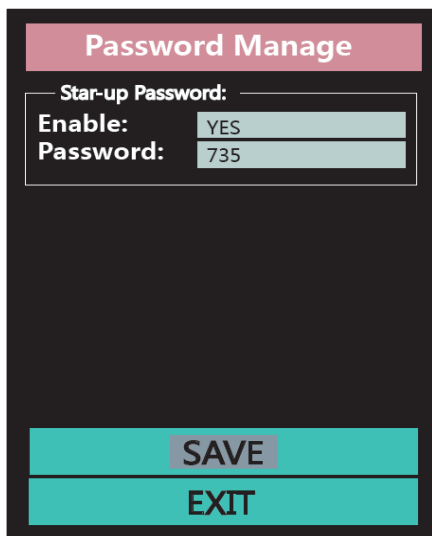 Password Manage
Star-up Password:
Enable: YES
Password: 735
SAVE
EXIT